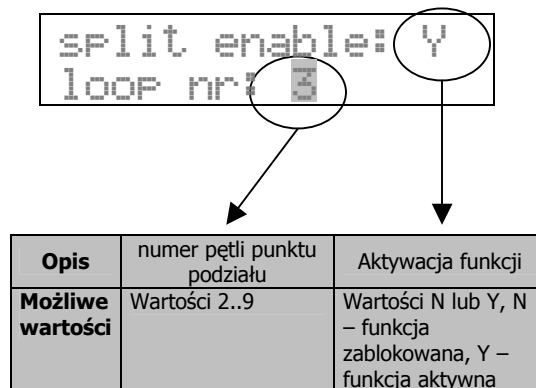 split enable: Y
loop nr: 3
Opis
numer pętli punktu
podziału
Aktywacja funkcji
Możliwe
wartości
Wartości 2..9
Wartości N lub Y, N
– funkcja
zablokowana, Y –
funkcja aktywna